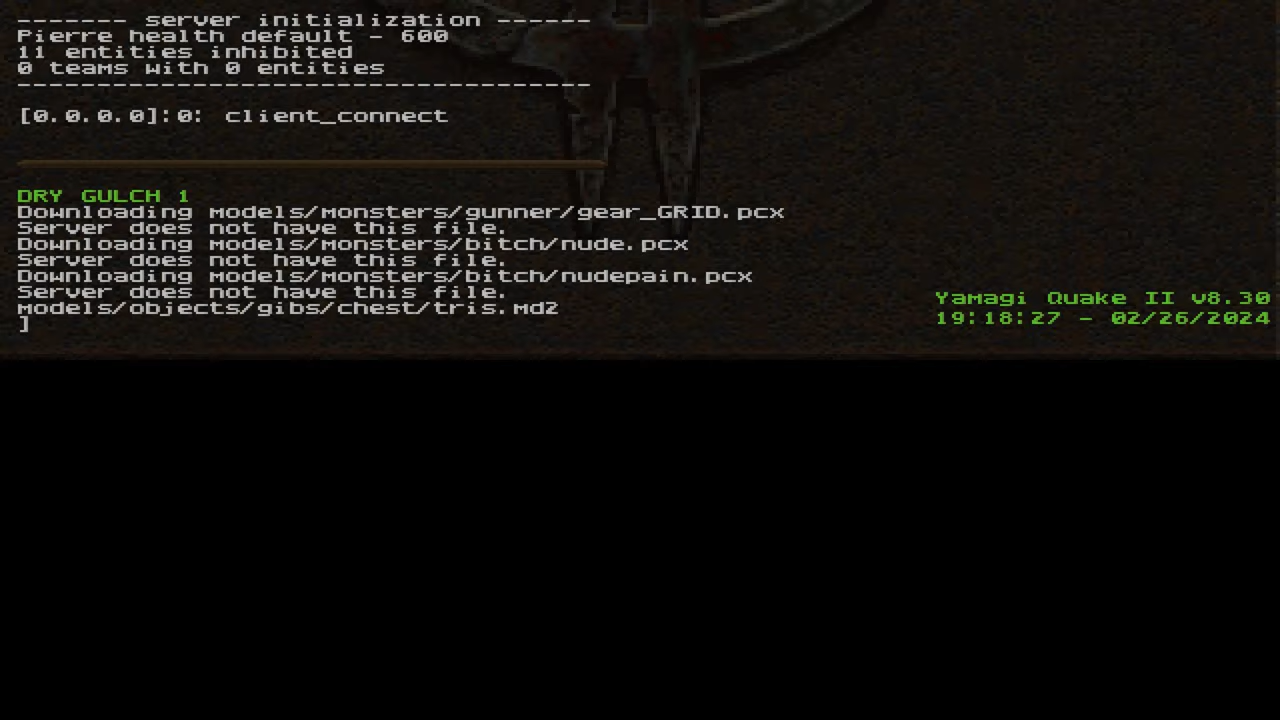 ------- server initialization ------
Pierre health default - 600
11 entities inhibited
0 teams with 0 entities
------------------------------------
[0.0.0.0]:0: client_connect
DRY GULCH 1
Downloading models/monsters/gunner/gear_GRID.pcx
Server does not have this file.
Downloading models/monsters/bitch/nude.pcx
Server does not have this file.
Downloading models/monsters/bitch/nudepain.pcx
Server does not have this file.
models/objects/gibs/chest/tris.md2
]
Yamagi Quake II v8.30
19:18:27 - 02/26/2024